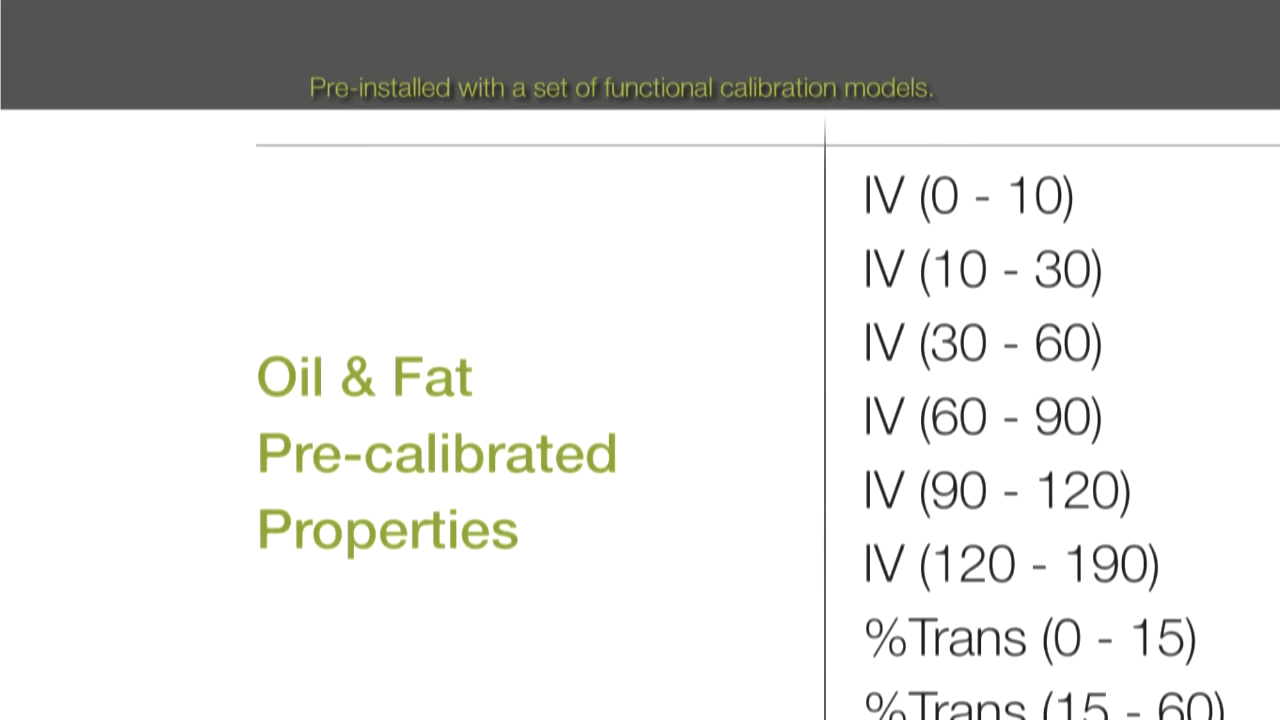 Pre-installed with a set of functional calibration models.
Oil & Fat
Pre-calibrated
Properties
IV (0 - 10)
IV (10 - 30)
IV (30 - 60)
IV (60 - 90)
IV (90 - 120)
IV (120 - 190)
%Trans (0 - 15)
%Trans (15 - 60)